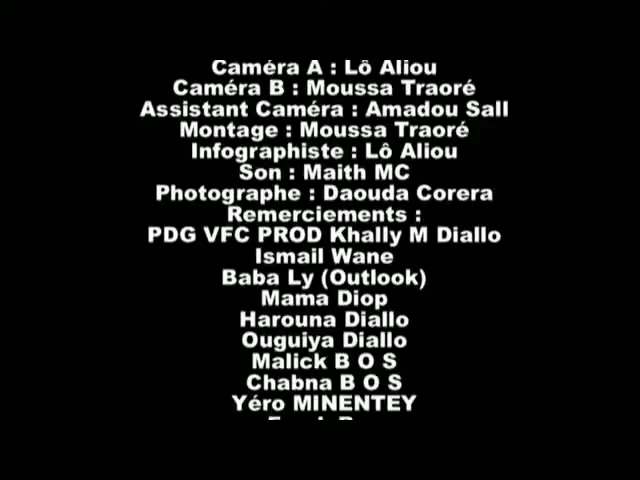 Caméra A : Lô Aliou
Caméra B : Moussa Traoré
Assistant Caméra : Amadou Sall
Montage : Moussa Traoré
Infographiste : Lô Aliou
Son : Maith MC
Photographe : Daouda Corera
Remerciements :
PDG VFC PROD Khally M Diallo
Ismail Wane
Baba Ly (Outlook)
Mama Diop
Harouna Diallo
Ouguiya Diallo
Malick B O S
Chabna B O S
Yéro MINENTEY